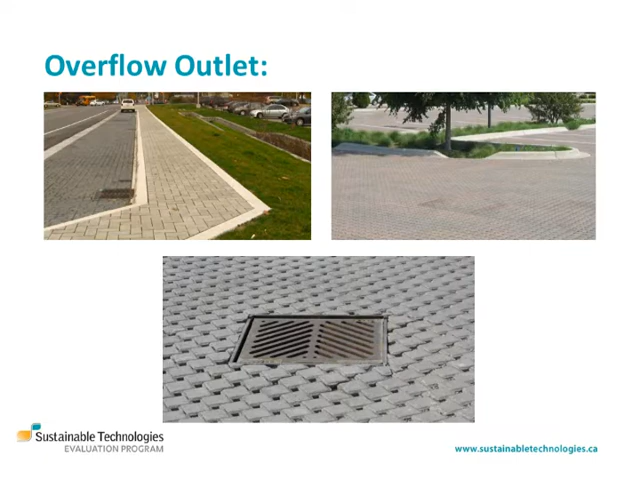 Overflow Outlet:
Sustainable Technologies
EVALUATION PROGRAM
www.sustainabletechnologies.ca